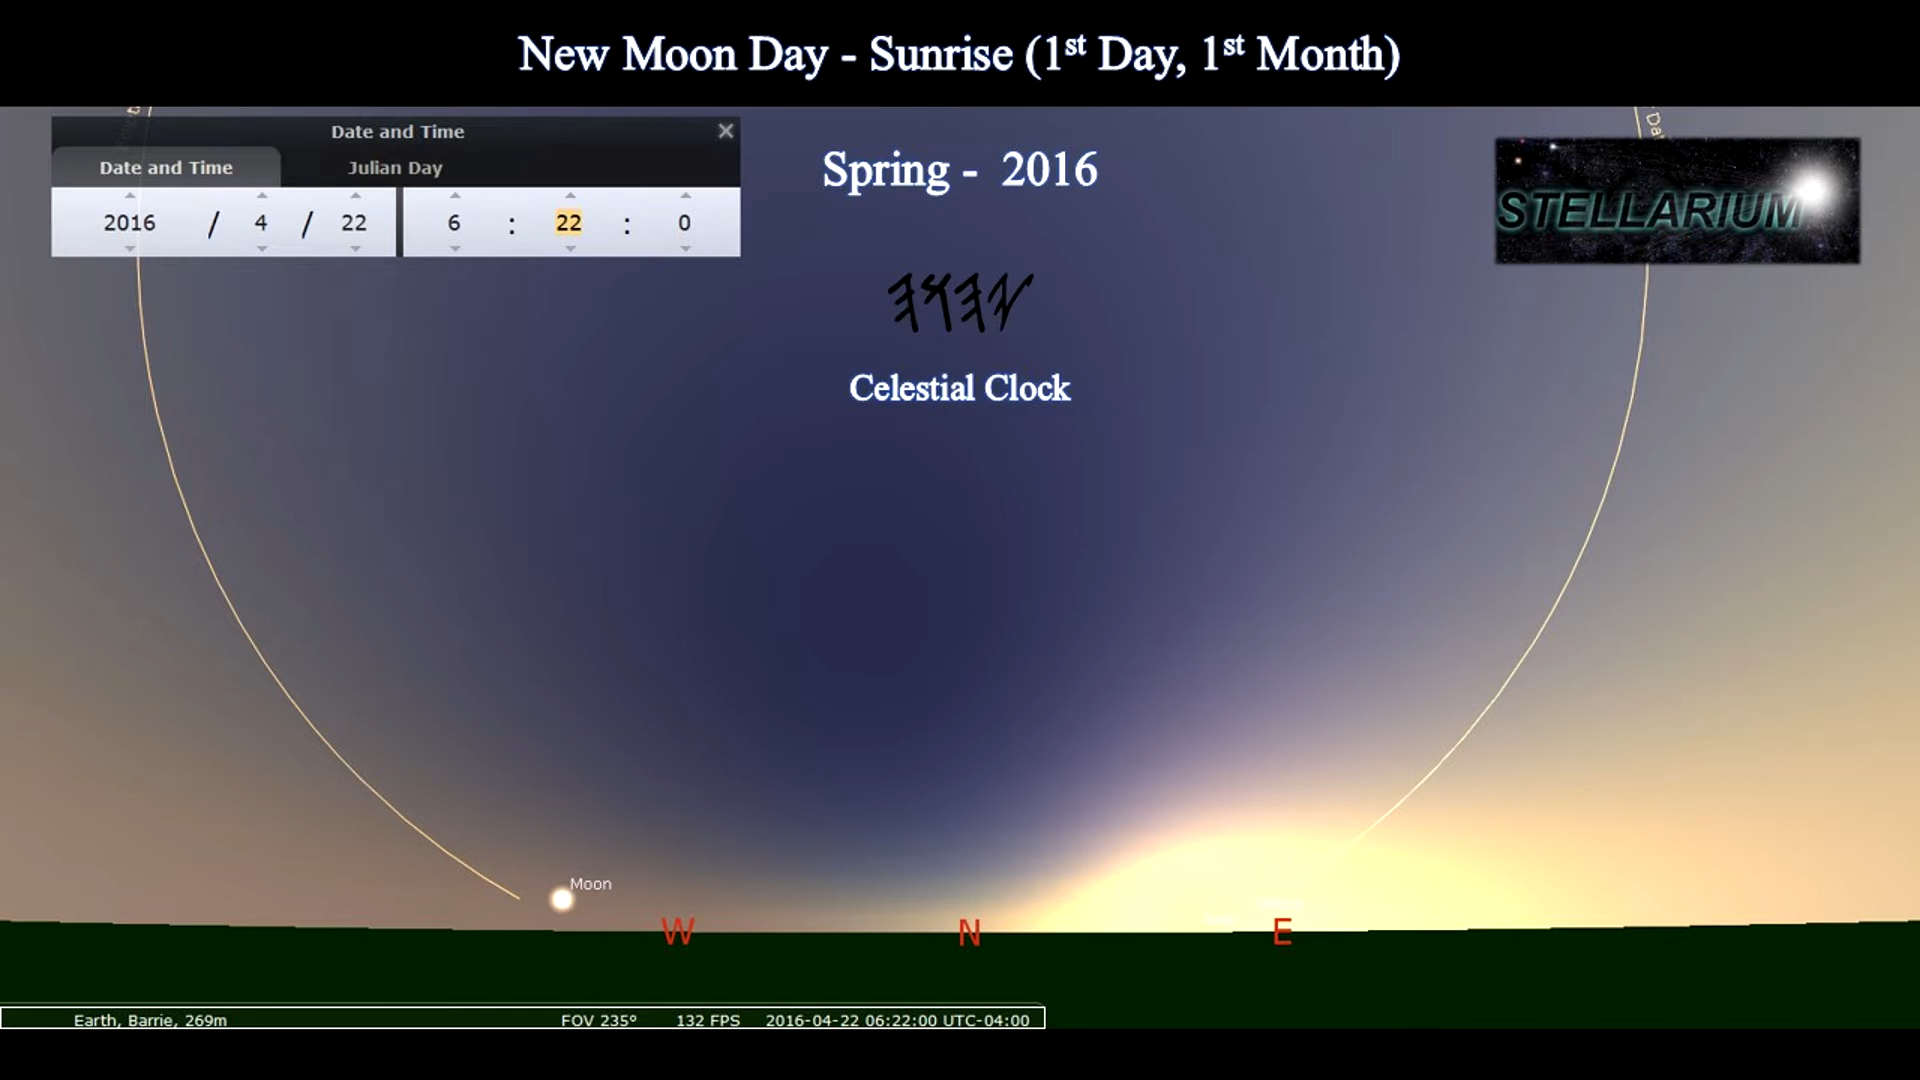 New Moon Day - Sunrise (1st Day, 1st Month)
Date and Time
Date and Time Julian Day
2016 / 4 / 22 6 : 22 : 0
Spring - 2016
STELLARIUM
𐤉𐤄𐤅𐤄
Celestial Clock
Moon
W N E
Earth, Barrie, 269m FOV 235° 132 FPS 2016-04-22 06:22:00 UTC-04:00